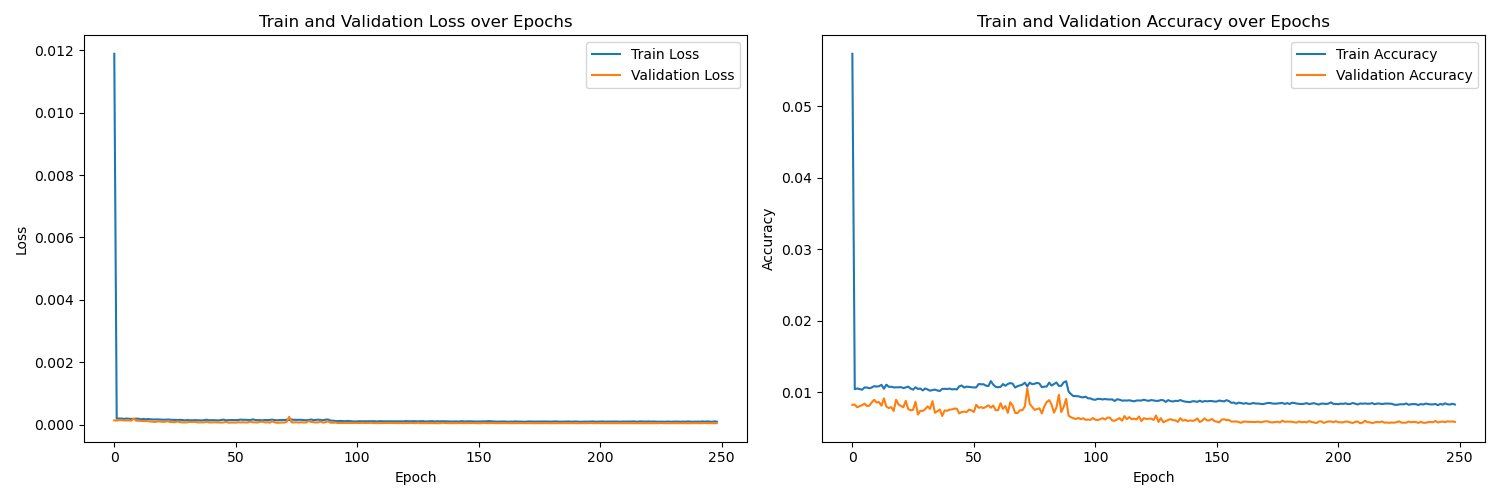 Train and Validation Loss over Epochs
0.012
0.010
0.008
0.006
0.004
0.002
0.000
Loss
Train Loss
Validation Loss
0 50 100 150 200 250
Epoch
Train and Validation Accuracy over Epochs
0.05
0.04
0.03
0.02
0.01
Accuracy
Train Accuracy
Validation Accuracy
0 50 100 150 200 250
Epoch